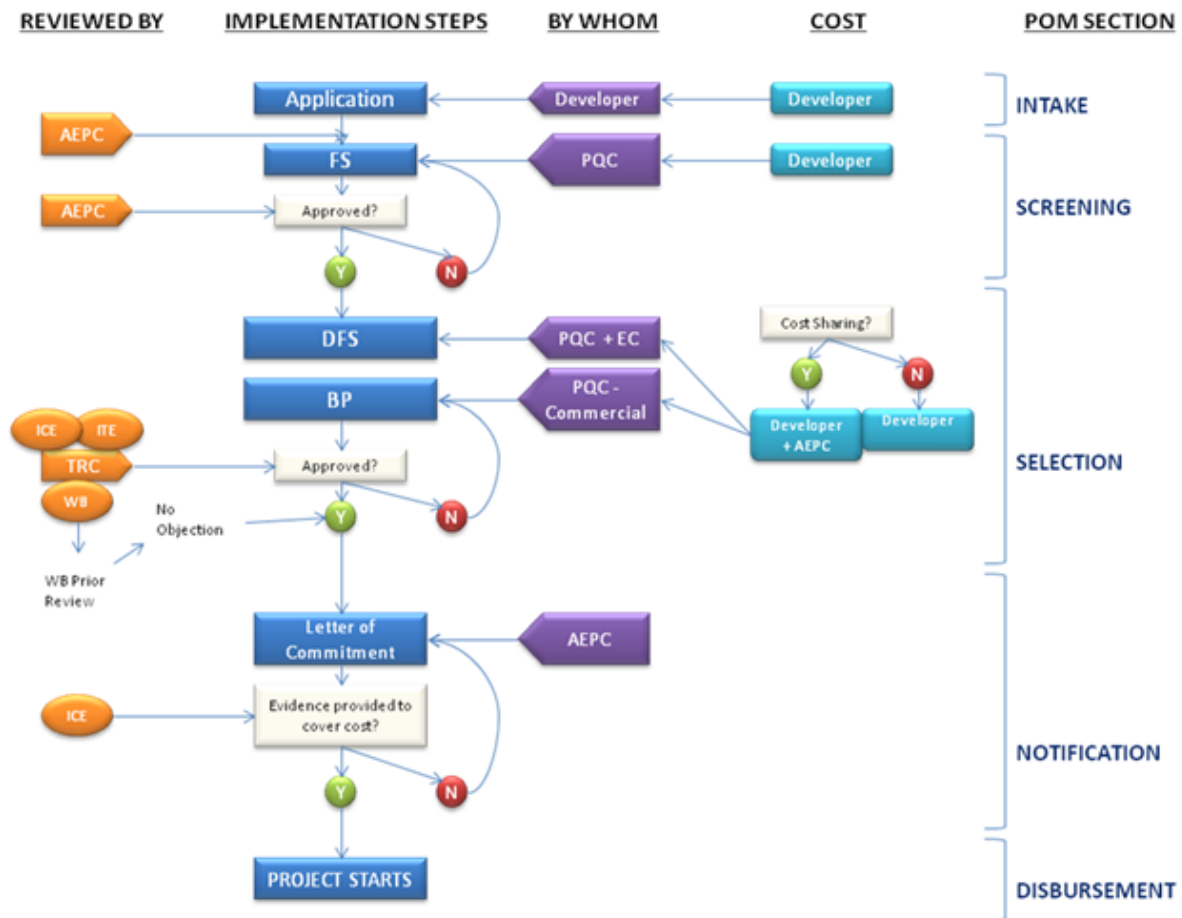 REVIEWED BY
IMPLEMENTATION STEPS
BY WHOM
COST
POM SECTION
Application
Developer
Developer
INTAKE
AEPC
FS
PQC
Developer
AEPC
Approved?
SCREENING
Y
N
DFS
PQC + EC
Cost Sharing?
Y
N
BP
PQC -
Commercial
Developer
+ AEPC
Developer
ICE
ITE
TRC
WB
Approved?
SELECTION
No
Objection
Y
N
WB Prior
Review
Letter of
Commitment
AEPC
ICE
Evidence provided to
cover cost?
NOTIFICATION
Y
N
PROJECT STARTS
DISBURSEMENT